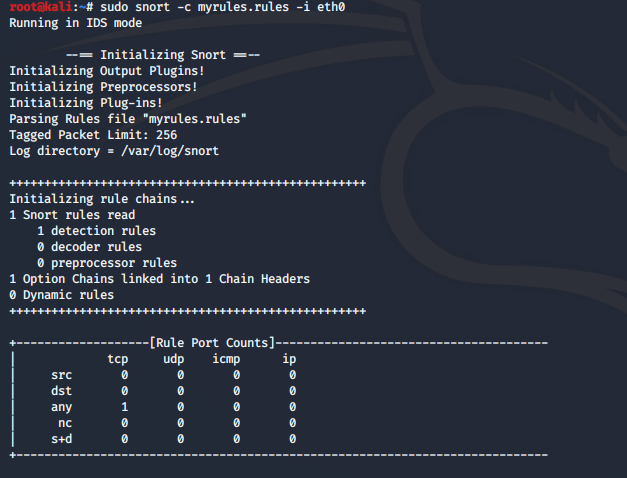 root@kali:~# sudo snort -c myrules.rules -i eth0
Running in IDS mode

        --== Initializing Snort ==--
Initializing Output Plugins!
Initializing Preprocessors!
Initializing Plug-ins!
Parsing Rules file "myrules.rules"
Tagged Packet Limit: 256
Log directory = /var/log/snort

+++++++++++++++++++++++++++++++++++++++++++++++++++
Initializing rule chains...
1 Snort rules read
    1 detection rules
    0 decoder rules
    0 preprocessor rules
1 Option Chains linked into 1 Chain Headers
0 Dynamic rules
+++++++++++++++++++++++++++++++++++++++++++++++++++

+-------------------[Rule Port Counts]---------------------------------------
|             tcp     udp    icmp      ip
|     src       0       0       0       0
|     dst       0       0       0       0
|     any       1       0       0       0
|      nc       0       0       0       0
|     s+d       0       0       0       0
+----------------------------------------------------------------------------